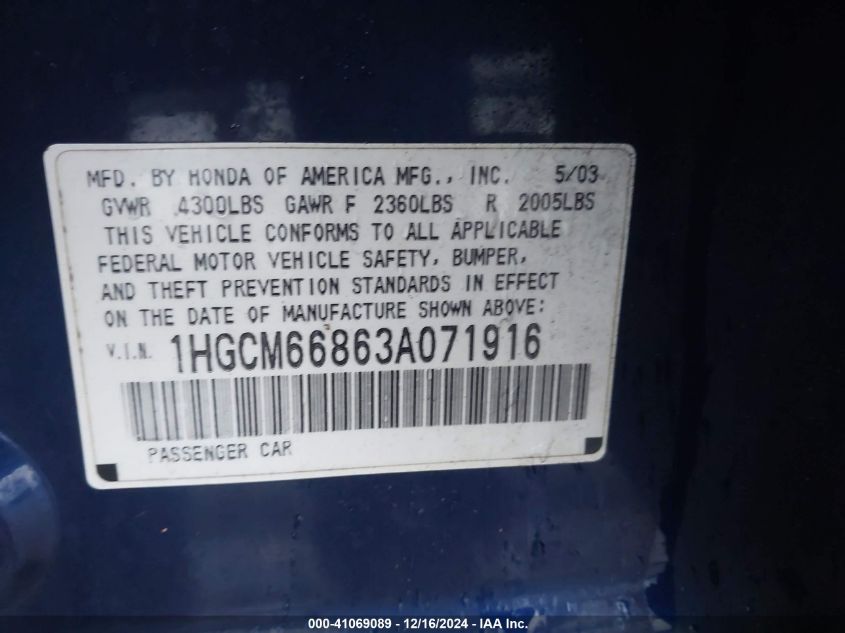 MFD. BY HONDA OF AMERICA MFG., INC. 5/03
GVWR 4300LBS GAWR F 2360LBS R 2005LBS
THIS VEHICLE CONFORMS TO ALL APPLICABLE
FEDERAL MOTOR VEHICLE SAFETY, BUMPER,
AND THEFT PREVENTION STANDARDS IN EFFECT
ON THE DATE OF MANUFACTURE SHOWN ABOVE:
V.I.N. 1HGCM66863A071916
PASSENGER CAR
000-41069089 - 12/16/2024 - IAA Inc.